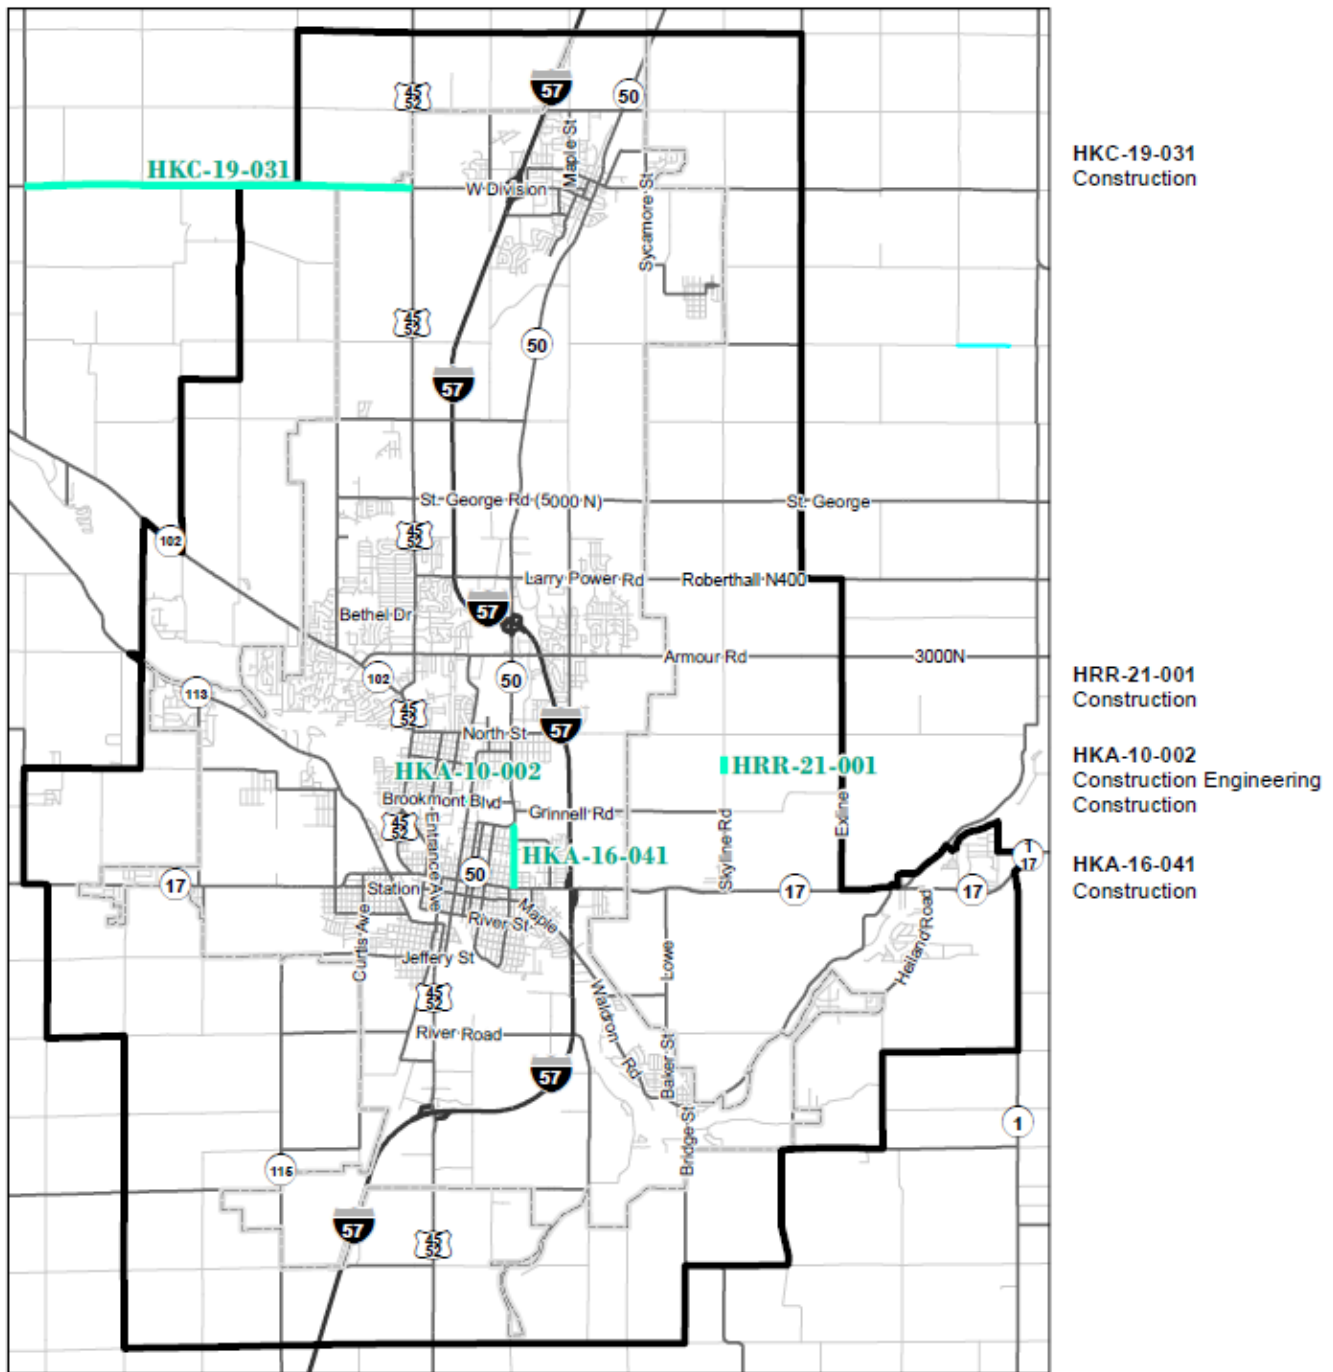 45
52
57
50
HKC-19-031
Construction
HKC-19-031
W Division
Maple St
Sycamore St
45
52
50
57
St. George Rd (5000 N)
St. George
45
52
102
Larry Power Rd
Roberthall N400
57
Bethel Dr
Armour Rd
3000N
102
50
113
HRR-21-001
Construction
45
52
57
North St
HKA-10-002
HRR-21-001
HKA-10-002
Construction Engineering
Construction
Brookmont Blvd
Grinnell Rd
45
52
Entrance Ave
Skyline Rd
Exline
HKA-16-041
T
17
HKA-16-041
Construction
17
Station
50
17
17
Maple
River St
Curtis Ave
Jeffery St
Lowe
Heiland Road
45
52
Waldron Rd
River Road
Baker St
57
1
Bridge St
115
57
45
52